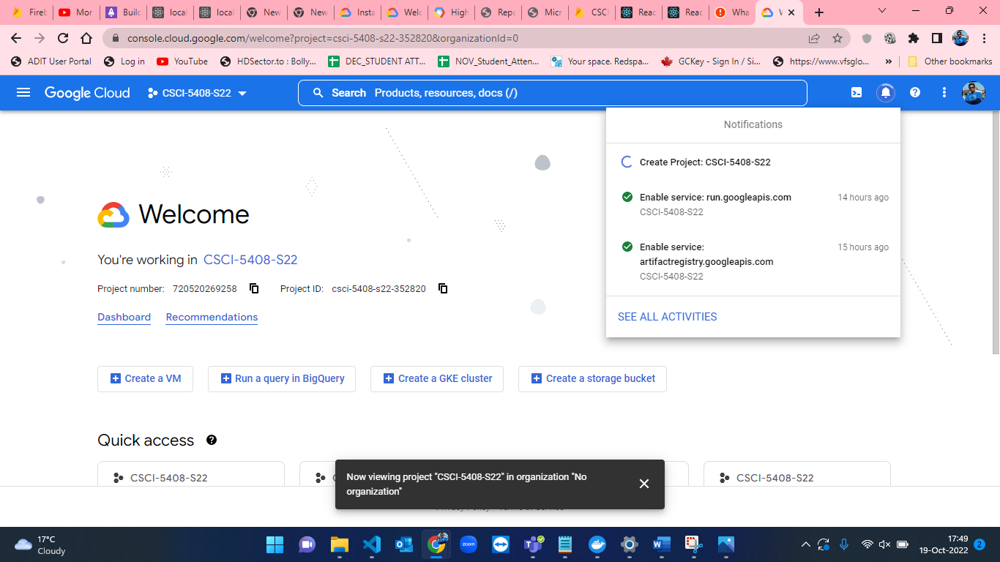 Firet
Mor
Builc
local
local
New
New
Insta
Welc
High
Repo
Micr
CSCI
Reac
Reac
Wha
console.cloud.google.com/welcome?project=csci-5408-s22-352820&organizationId=0
ADIT User Portal
Log in
YouTube
HDSector.to : Bolly...
DEC_STUDENT ATT...
NOV_Student_Atten...
Your space. Redspa...
GCKey - Sign In / Si...
https://www.vfsglo...
»
Other bookmarks
Google Cloud
CSCI-5408-S22
Search Products, resources, docs (/)
Notifications
Create Project: CSCI-5408-S22
Enable service: run.googleapis.com
14 hours ago
CSCI-5408-S22
Enable service:
15 hours ago
artifactregistry.googleapis.com
CSCI-5408-S22
SEE ALL ACTIVITIES
Welcome
You're working in CSCI-5408-S22
Project number: 720520269258
Project ID: csci-5408-s22-352820
Dashboard
Recommendations
Create a VM
Run a query in BigQuery
Create a GKE cluster
Create a storage bucket
Quick access
CSCI-5408-S22
CSCI-5408-S22
Now viewing project "CSCI-5408-S22" in organization "No
organization"
17°C
Cloudy
zoom
17:49
19-Oct-2022
2